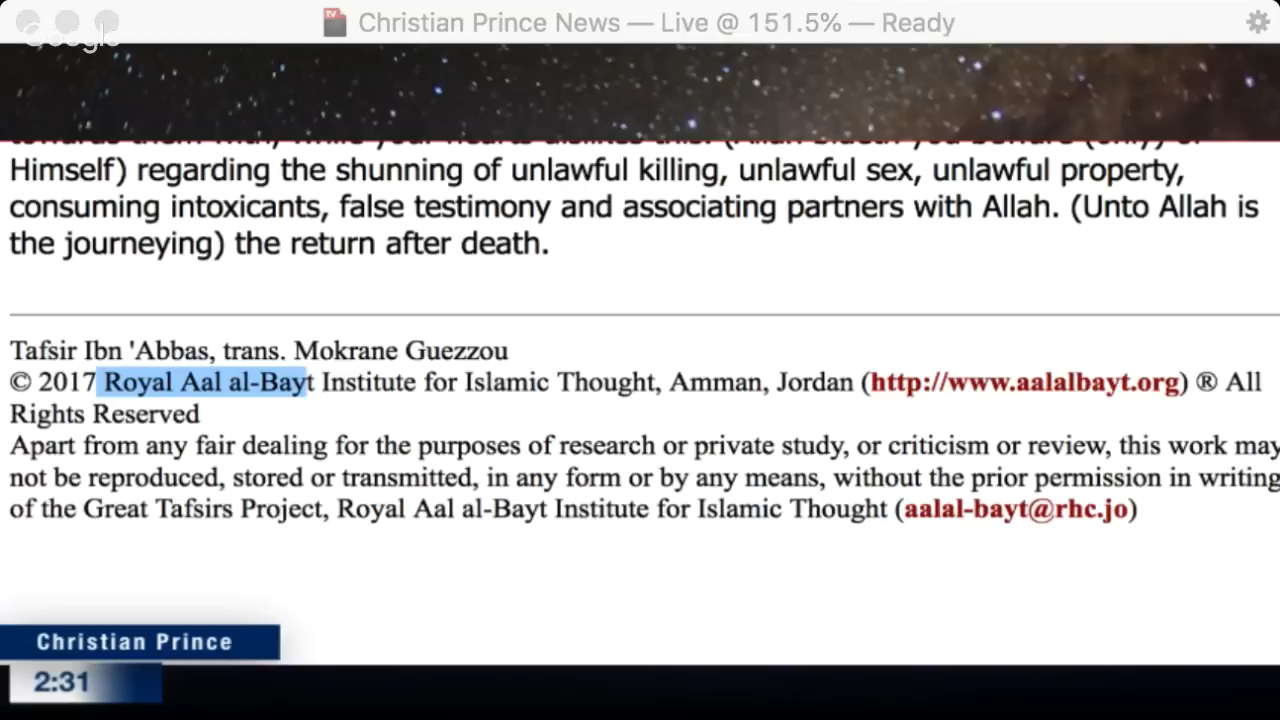 Christian Prince News — Live @ 151.5% — Ready
Google
Himself) regarding the shunning of unlawful killing, unlawful sex, unlawful property,
consuming intoxicants, false testimony and associating partners with Allah. (Unto Allah is
the journeying) the return after death.
Tafsir Ibn 'Abbas, trans. Mokrane Guezzou
© 2017 Royal Aal al-Bayt Institute for Islamic Thought, Amman, Jordan (http://www.aalalbayt.org) ® All
Rights Reserved
Apart from any fair dealing for the purposes of research or private study, or criticism or review, this work may
not be reproduced, stored or transmitted, in any form or by any means, without the prior permission in writing
of the Great Tafsirs Project, Royal Aal al-Bayt Institute for Islamic Thought (aalal-bayt@rhc.jo)
Christian Prince
2:31